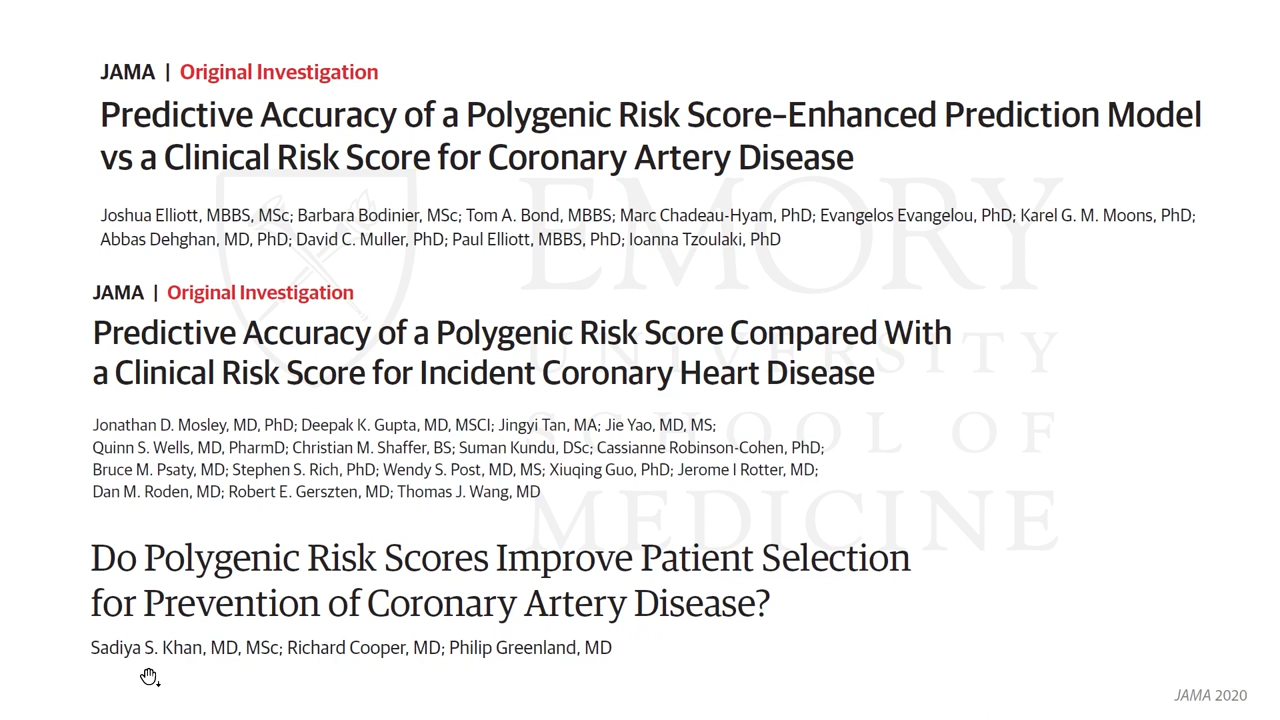 JAMA | Original Investigation
Predictive Accuracy of a Polygenic Risk Score–Enhanced Prediction Model
vs a Clinical Risk Score for Coronary Artery Disease
Joshua Elliott, MBBS, MSc; Barbara Bodinier, MSc; Tom A. Bond, MBBS; Marc Chadeau-Hyam, PhD; Evangelos Evangelou, PhD; Karel G. M. Moons, PhD;
Abbas Dehghan, MD, PhD; David C. Muller, PhD; Paul Elliott, MBBS, PhD; Ioanna Tzoulaki, PhD
JAMA | Original Investigation
Predictive Accuracy of a Polygenic Risk Score Compared With
a Clinical Risk Score for Incident Coronary Heart Disease
Jonathan D. Mosley, MD, PhD; Deepak K. Gupta, MD, MSCI; Jingyi Tan, MA; Jie Yao, MD, MS;
Quinn S. Wells, MD, PharmD; Christian M. Shaffer, BS; Suman Kundu, DSc; Cassianne Robinson-Cohen, PhD;
Bruce M. Psaty, MD; Stephen S. Rich, PhD; Wendy S. Post, MD, MS; Xiuqing Guo, PhD; Jerome I Rotter, MD;
Dan M. Roden, MD; Robert E. Gerszten, MD; Thomas J. Wang, MD
Do Polygenic Risk Scores Improve Patient Selection
for Prevention of Coronary Artery Disease?
Sadiya S. Khan, MD, MSc; Richard Cooper, MD; Philip Greenland, MD
JAMA 2020
EMORY
UNIVERSITY
SCHOOL OF
MEDICINE